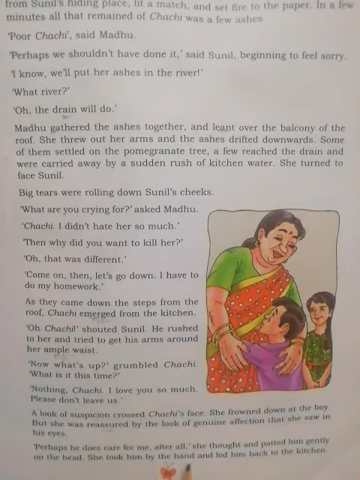 from Sunil's hiding place, lit a match, and set fire to the paper. In a few
minutes all that remained of Chachi was a few ashes
'Poor Chachi', said Madhu.
'Perhaps we shouldn't have done it,' said Sunil, beginning to feel sorry.
'I know, we'll put her ashes in the river!'
'What river?'
'Oh, the drain will do.'
Madhu gathered the ashes together, and leant over the balcony of the
roof. She threw out her arms and the ashes drifted downwards. Some
of them settled on the pomegranate tree, a few reached the drain and
were carried away by a sudden rush of kitchen water. She turned to
face Sunil.
Big tears were rolling down Sunil's cheeks.
'What are you crying for?' asked Madhu.
'Chachi. I didn't hate her so much.'
'Then why did you want to kill her?'
'Oh, that was different.'
'Come on, then, let's go down. I have to
do my homework.'
As they came down the steps from the
roof, Chachi emerged from the kitchen.
'Oh Chachi!' shouted Sunil. He rushed
to her and tried to get his arms around
her ample waist.
'Now what's up?' grumbled Chachi.
'What is it this time?'
'Nothing, Chachi. I love you so much.
Please don't leave us.'
A look of suspicion crossed Chachi's face. She frowned down at the boy.
But she was reassured by the look of genuine affection that she saw in
his eyes.
'Perhaps he does care for me, after all,' she thought and patted him gently
on the head. She took him by the hand and led him back to the kitchen.